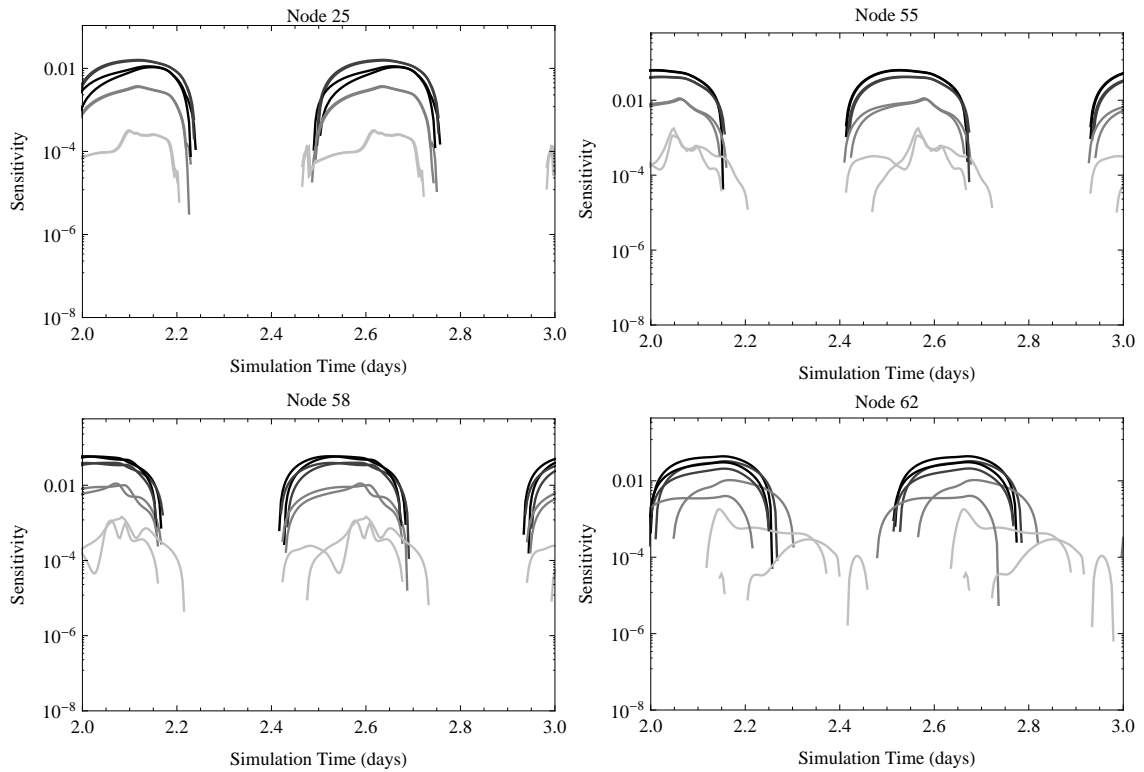 Node 25
0.01
10^-4
10^-6
10^-8
Sensitivity
2.0 2.2 2.4 2.6 2.8 3.0
Simulation Time (days)
Node 55
0.01
10^-4
10^-6
10^-8
Sensitivity
2.0 2.2 2.4 2.6 2.8 3.0
Simulation Time (days)
Node 58
0.01
10^-4
10^-6
10^-8
Sensitivity
2.0 2.2 2.4 2.6 2.8 3.0
Simulation Time (days)
Node 62
0.01
10^-4
10^-6
10^-8
Sensitivity
2.0 2.2 2.4 2.6 2.8 3.0
Simulation Time (days)